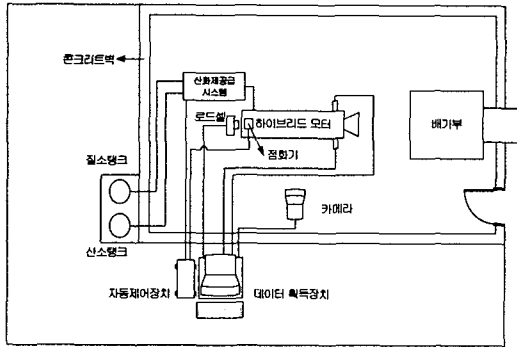 콘크리트벽
산화제공급
시스템
로드셀
하이브리드 모터
배기부
점화기
질소탱크
카메라
산소탱크
자동제어장치
데이터 획득장치